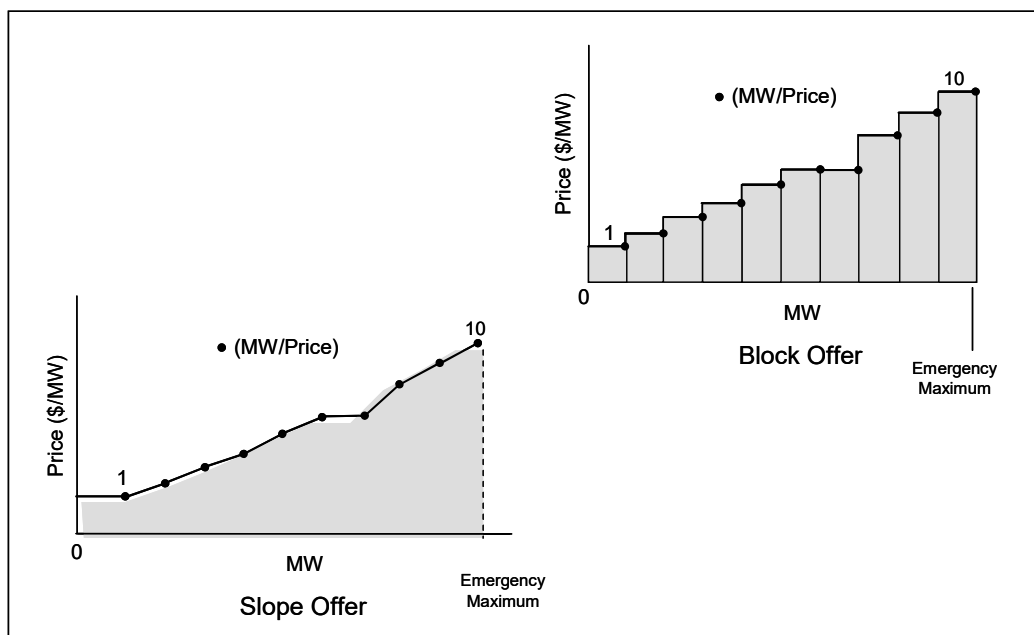 10
• (MW/Price)
Price ($/MW)
1
0
MW
Block Offer
Emergency
Maximum
10
• (MW/Price)
Price ($/MW)
1
0
MW
Emergency
Maximum
Slope Offer